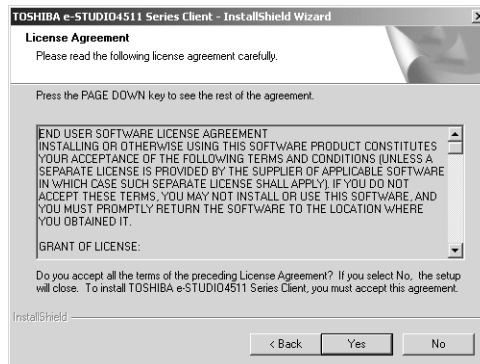 TOSHIBA e-STUDIO4511 Series Client - InstallShield Wizard
License Agreement
Please read the following license agreement carefully.
Press the PAGE DOWN key to see the rest of the agreement.
END USER SOFTWARE LICENSE AGREEMENT
INSTALLING OR OTHERWISE USING THIS SOFTWARE PRODUCT CONSTITUTES
YOUR ACCEPTANCE OF THE FOLLOWING TERMS AND CONDITIONS (UNLESS A
SEPARATE LICENSE IS PROVIDED BY THE SUPPLIER OF APPLICABLE SOFTWARE
IN WHICH CASE SUCH SEPARATE LICENSE SHALL APPLY). IF YOU DO NOT
ACCEPT THESE TERMS, YOU MAY NOT INSTALL OR USE THIS SOFTWARE, AND
YOU MUST PROMPTLY RETURN THE SOFTWARE TO THE LOCATION WHERE
YOU OBTAINED IT.
GRANT OF LICENSE:
Do you accept all the terms of the preceding License Agreement? If you select No, the setup
will close. To install TOSHIBA e-STUDIO4511 Series Client, you must accept this agreement.
InstallShield
< Back Yes No